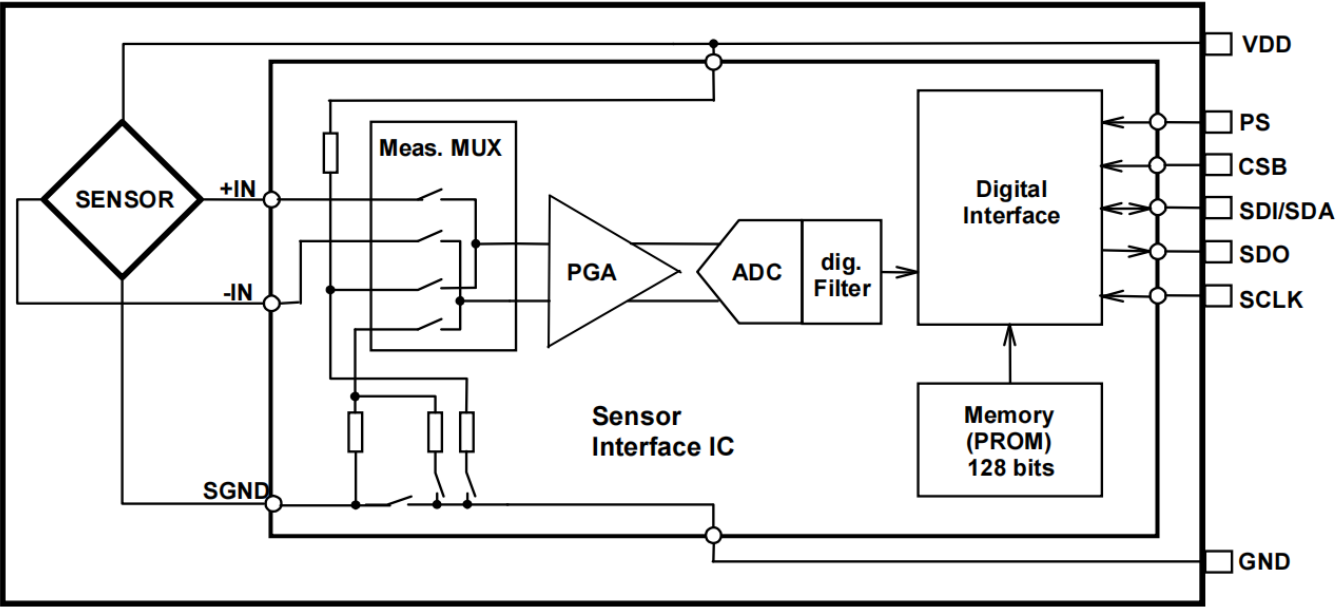 VDD
PS
CSB
SDI/SDA
SDO
SCLK
GND
SENSOR
+IN
-IN
SGND
Meas. MUX
PGA
ADC
dig.
Filter
Digital
Interface
Memory
(PROM)
128 bits
Sensor
Interface IC